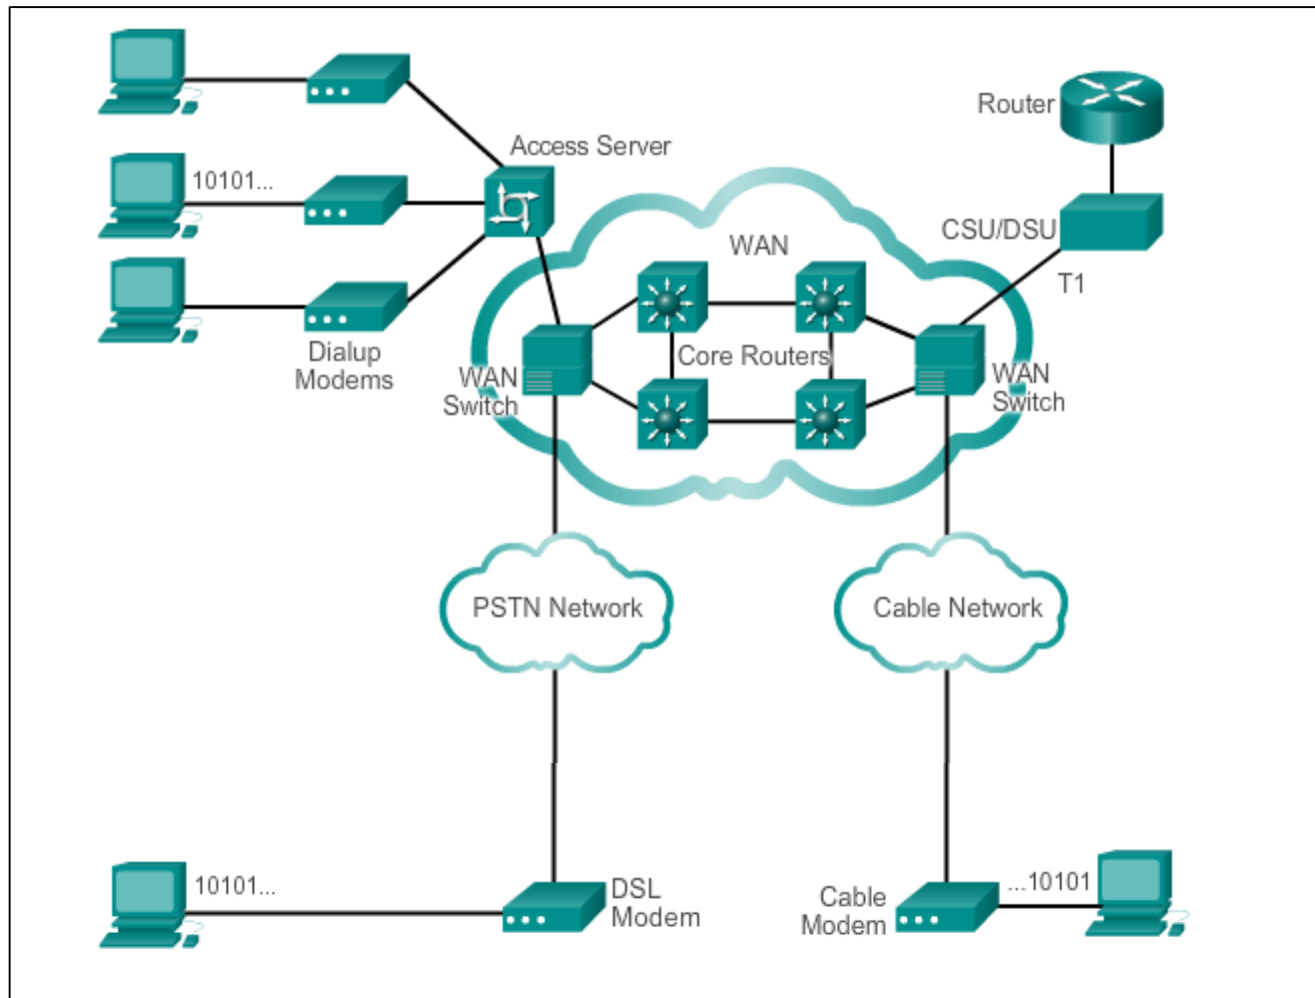 Router
Access Server
10101...
CSU/DSU
WAN
T1
Dialup
Modems
Core Routers
WAN
Switch
WAN
Switch
PSTN Network
Cable Network
10101...
DSL
Modem
Cable
Modem
...10101